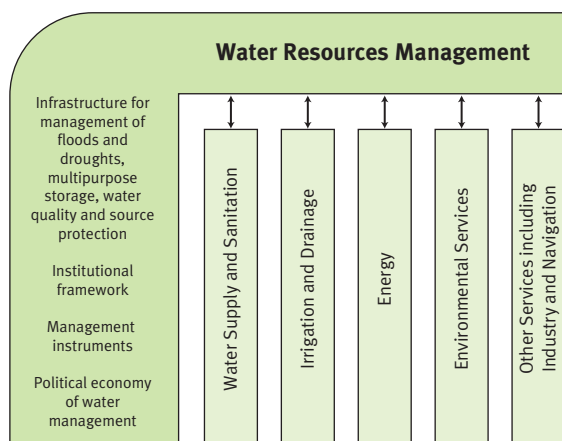 Water Resources Management
Infrastructure for
management of
floods and
droughts,
multipurpose
storage, water
quality and source
protection
Institutional
framework
Management
instruments
Political economy
of water
management
Water Supply and Sanitation
Irrigation and Drainage
Energy
Environmental Services
Other Services including
Industry and Navigation